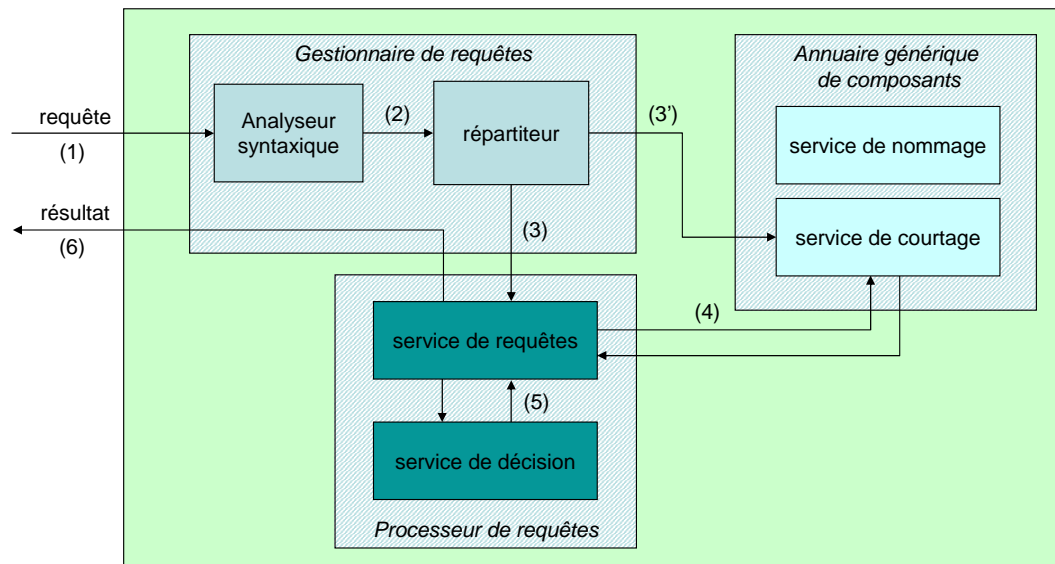 Gestionnaire de requêtes
Annuaire générique
de composants
requête
(1)
Analyseur
syntaxique
(2)
répartiteur
(3’)
service de nommage
résultat
(6)
(3)
service de courtage
service de requêtes
(4)
(5)
service de décision
Processeur de requêtes